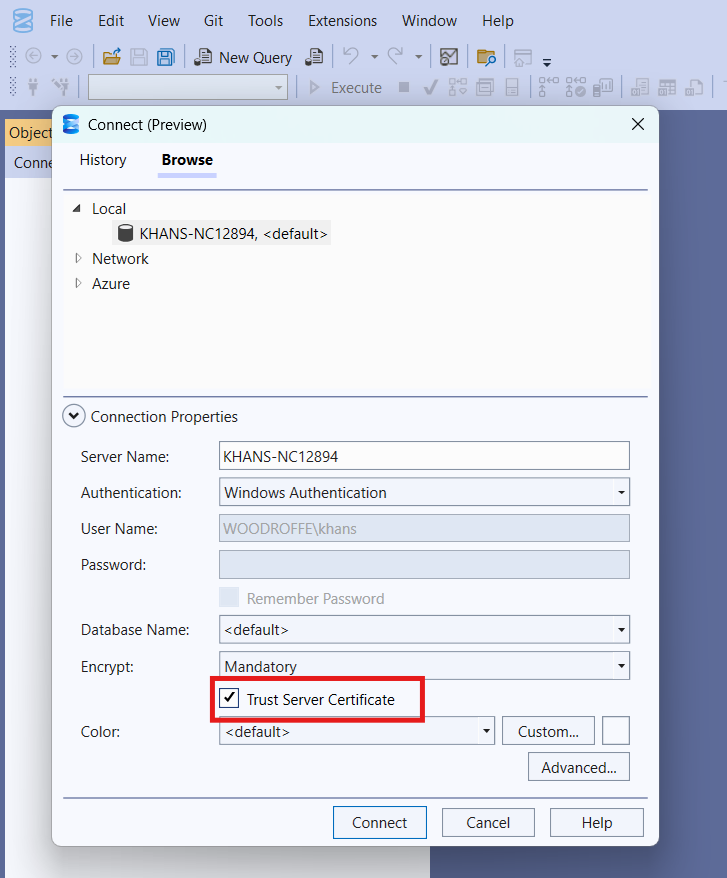 File Edit View Git Tools Extensions Window Help
New Query
Execute
Object
Conne
Connect (Preview)
History Browse
Local
KHANS-NC12894, <default>
Network
Azure
Connection Properties
Server Name: KHANS-NC12894
Authentication: Windows Authentication
User Name: WOODROFFE\khans
Password:
Remember Password
Database Name: <default>
Encrypt: Mandatory
Trust Server Certificate
Color: <default> Custom...
Advanced...
Connect Cancel Help